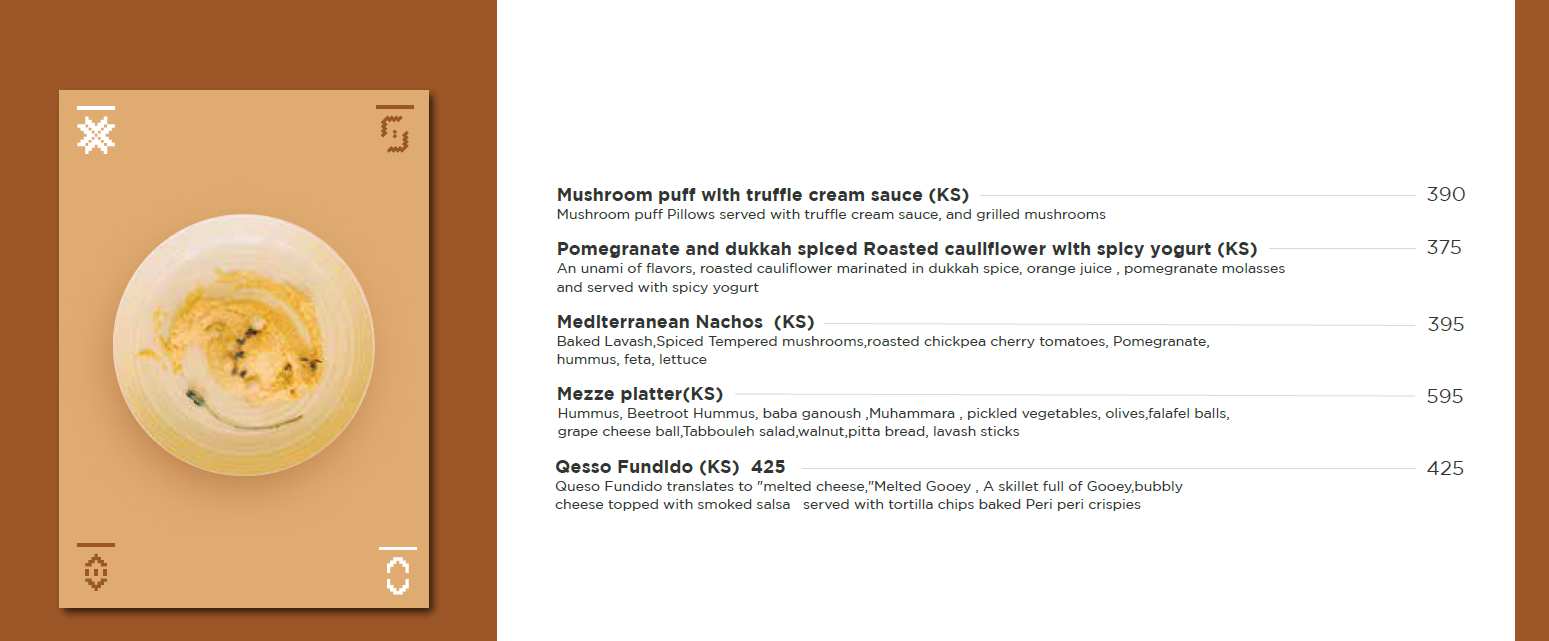 Mushroom puff with truffle cream sauce (KS) 390
Mushroom puff Pillows served with truffle cream sauce, and grilled mushrooms
Pomegranate and dukkah spiced Roasted cauliflower with spicy yogurt (KS) 375
An unami of flavors, roasted cauliflower marinated in dukkah spice, orange juice , pomegranate molasses
and served with spicy yogurt
Mediterranean Nachos (KS) 395
Baked Lavash,Spiced Tempered mushrooms,roasted chickpea cherry tomatoes, Pomegranate,
hummus, feta, lettuce
Mezze platter(KS) 595
Hummus, Beetroot Hummus, baba ganoush ,Muhammara , pickled vegetables, olives,falafel balls,
grape cheese ball,Tabbouleh salad,walnut,pitta bread, lavash sticks
Qesso Fundido (KS) 425 425
Queso Fundido translates to "melted cheese,"Melted Gooey , A skillet full of Gooey,bubbly
cheese topped with smoked salsa served with tortilla chips baked Peri peri crispies